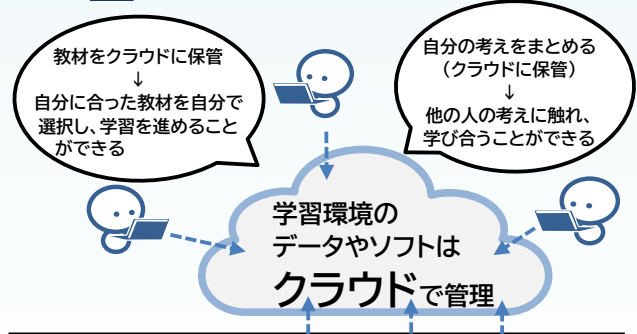 教材をクラウドに保管
↓
自分に合った教材を自分で
選択し、学習を進めること
ができる
自分の考えをまとめる
（クラウドに保管）
↓
他の人の考えに触れ、
学び合うことができる
学習環境の
データやソフトは
クラウドで管理